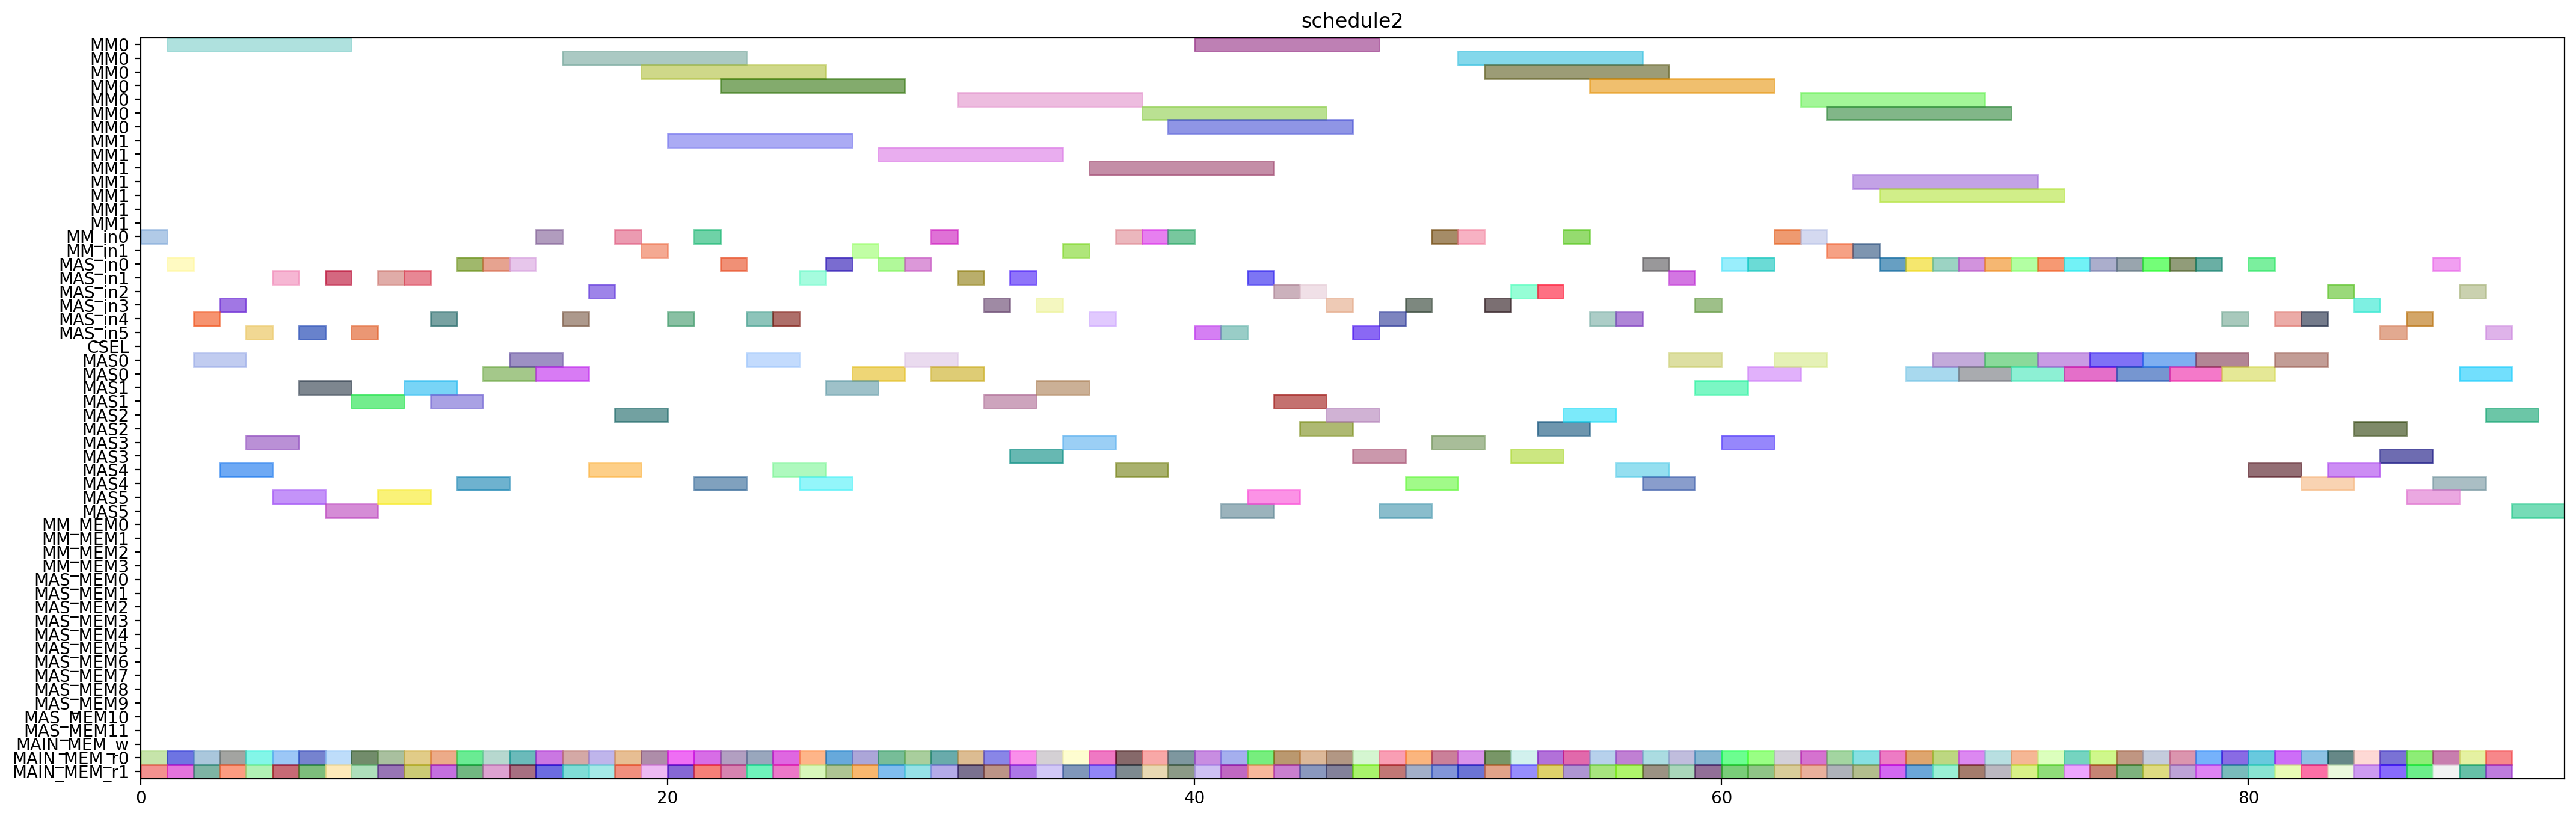 schedule2
MM0
MM0
MM0
MM0
MM0
MM0
MM0
MM1
MM1
MM1
MM1
MM1
MM1
MM1
MM_in0
MM_in1
MAS_in0
MAS_in1
MAS_in2
MAS_in3
MAS_in4
MAS_in5
CSEL
MAS0
MAS0
MAS1
MAS1
MAS2
MAS2
MAS3
MAS3
MAS4
MAS4
MAS5
MAS5
MM_MEM0
MM_MEM1
MM_MEM2
MM_MEM3
MAS_MEM0
MAS_MEM1
MAS_MEM2
MAS_MEM3
MAS_MEM4
MAS_MEM5
MAS_MEM6
MAS_MEM7
MAS_MEM8
MAS_MEM9
MAS_MEM10
MAS_MEM11
MAIN_MEM_w
MAIN_MEM_r0
MAIN_MEM_r1
0 20 40 60 80